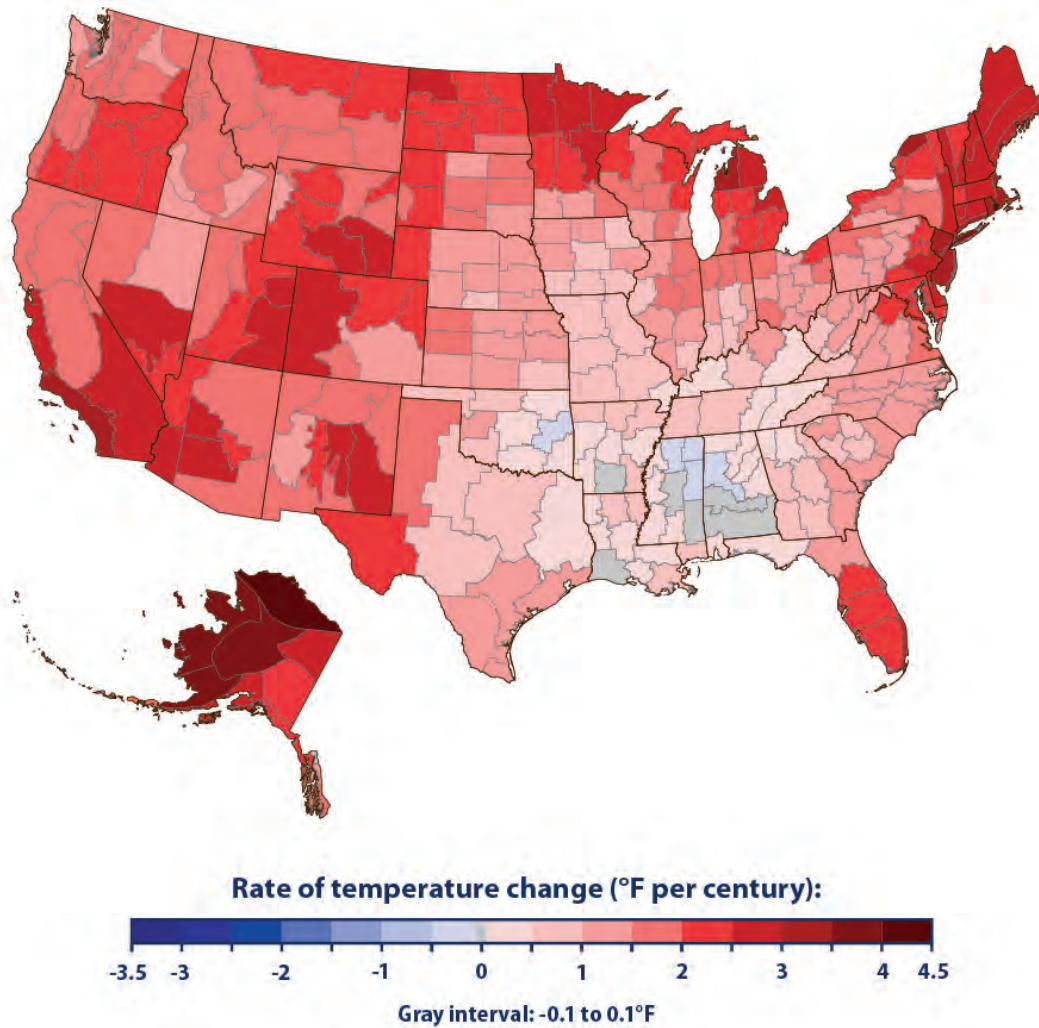 Rate of temperature change (°F per century):
-3.5 -3 -2 -1 0 1 2 3 4 4.5
Gray interval: -0.1 to 0.1°F